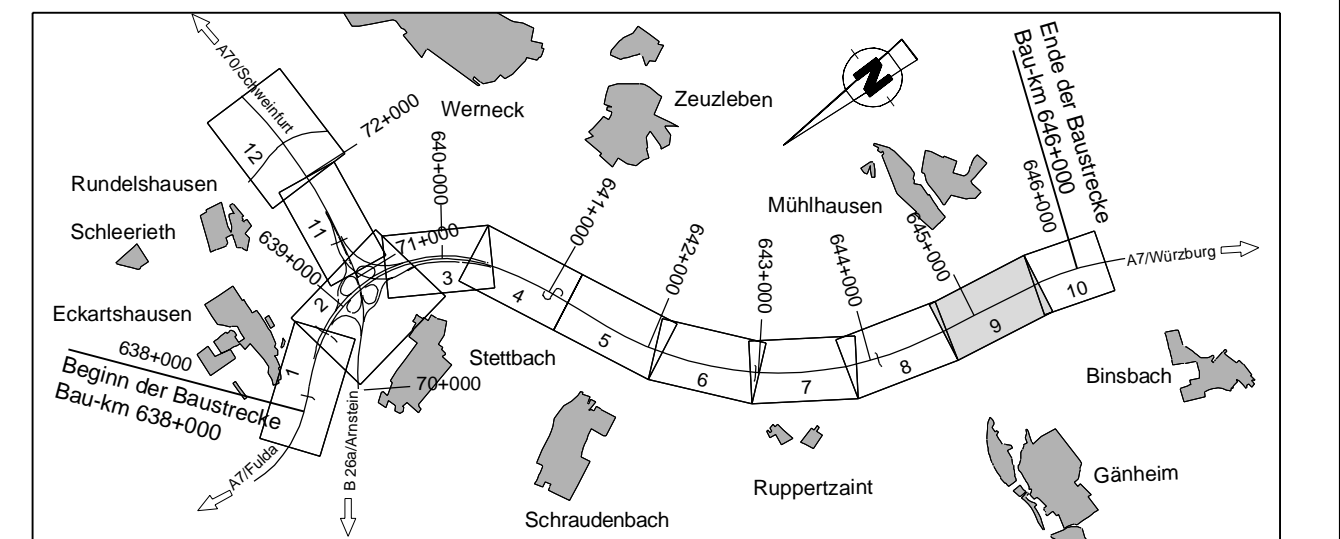 A70/Schweinfurt
Werneck
Zeuzleben
N
Ende der Baustrecke
Bau-km 646+000
646+000
72+000
640+000
12
Rundelshausen
Schleerieth
11
639+000
71+000
641+000
Mühlhausen
645+000
642+000
643+000
644+000
A7/Würzburg
3
4
2
5
6
7
8
9
10
Eckartshausen
638+000
Beginn der Baustrecke
Bau-km 638+000
1
Stettbach
70+000
Binsbach
A7/Fulda
B 26a/Arnstein
Schraudenbach
Ruppertzaint
Gänheim